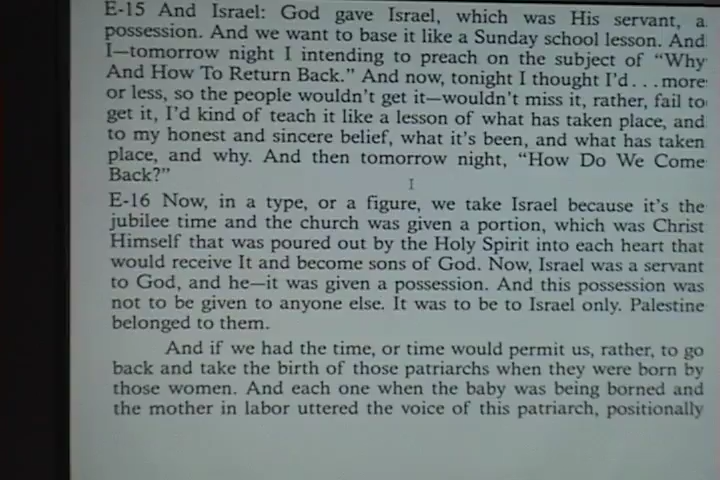 E-15 And Israel: God gave Israel, which was His servant, a
possession. And we want to base it like a Sunday school lesson. And
I—tomorrow night I intending to preach on the subject of “Why
And How To Return Back.” And now, tonight I thought I’d...more
or less, so the people wouldn’t get it—wouldn’t miss it, rather, fail to
get it, I’d kind of teach it like a lesson of what has taken place, and
to my honest and sincere belief, what it’s been, and what has taken
place, and why. And then tomorrow night, “How Do We Come
Back?”
E-16 Now, in a type, or a figure, we take Israel because it’s the
jubilee time and the church was given a portion, which was Christ
Himself that was poured out by the Holy Spirit into each heart that
would receive It and become sons of God. Now, Israel was a servant
to God, and he—it was given a possession. And this possession was
not to be given to anyone else. It was to be to Israel only. Palestine
belonged to them.
And if we had the time, or time would permit us, rather, to go
back and take the birth of those patriarchs when they were born by
those women. And each one when the baby was being borned and
the mother in labor uttered the voice of this patriarch, positionally